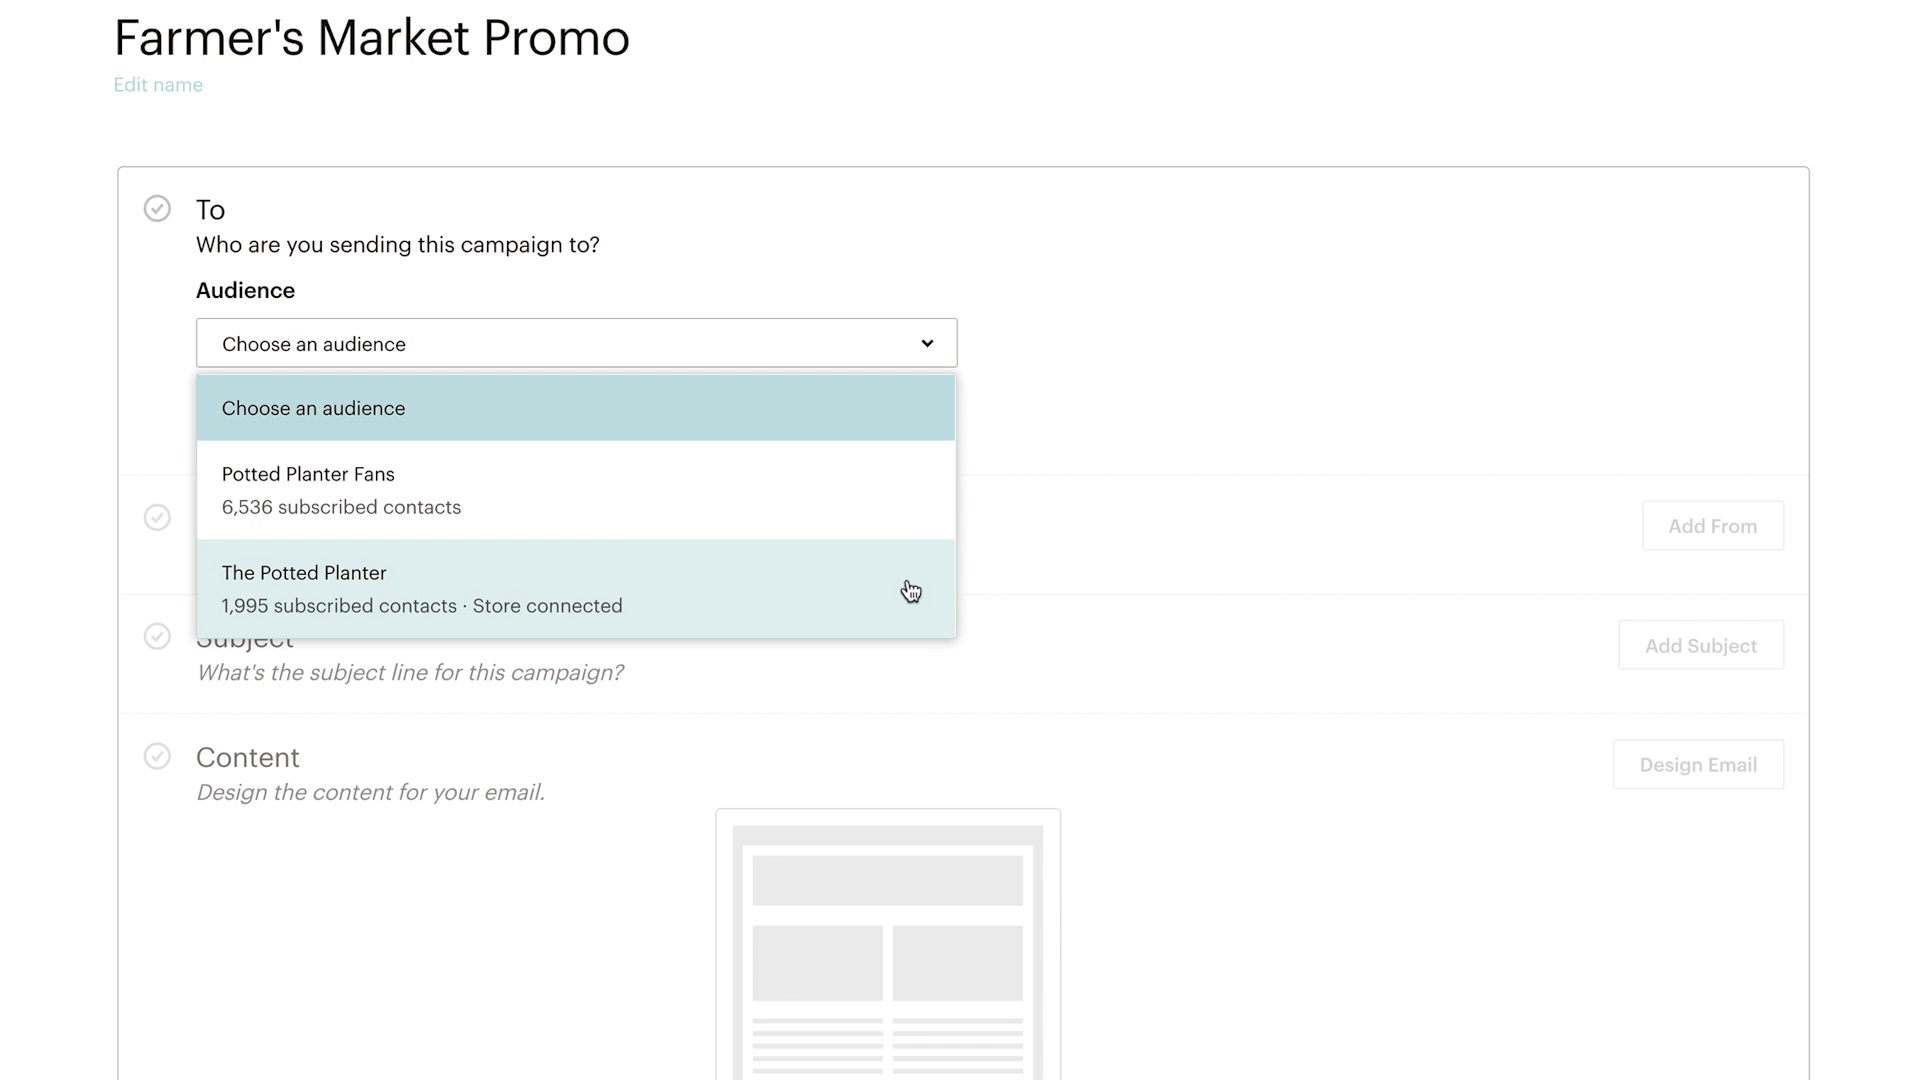 Farmer's Market Promo
Edit name
To
Who are you sending this campaign to?
Audience
Choose an audience
Choose an audience
Potted Planter Fans
6,536 subscribed contacts
The Potted Planter
1,995 subscribed contacts · Store connected
Add From
Subject
What's the subject line for this campaign?
Add Subject
Content
Design the content for your email.
Design Email